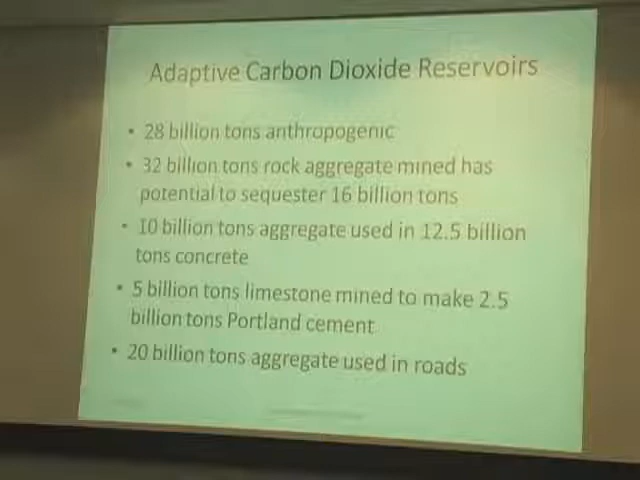 Adaptive Carbon Dioxide Reservoirs
• 28 billion tons anthropogenic
• 32 billion tons rock aggregate mined has
potential to sequester 16 billion tons
• 10 billion tons aggregate used in 12.5 billion
tons concrete
• 5 billion tons limestone mined to make 2.5
billion tons Portland cement
• 20 billion tons aggregate used in roads